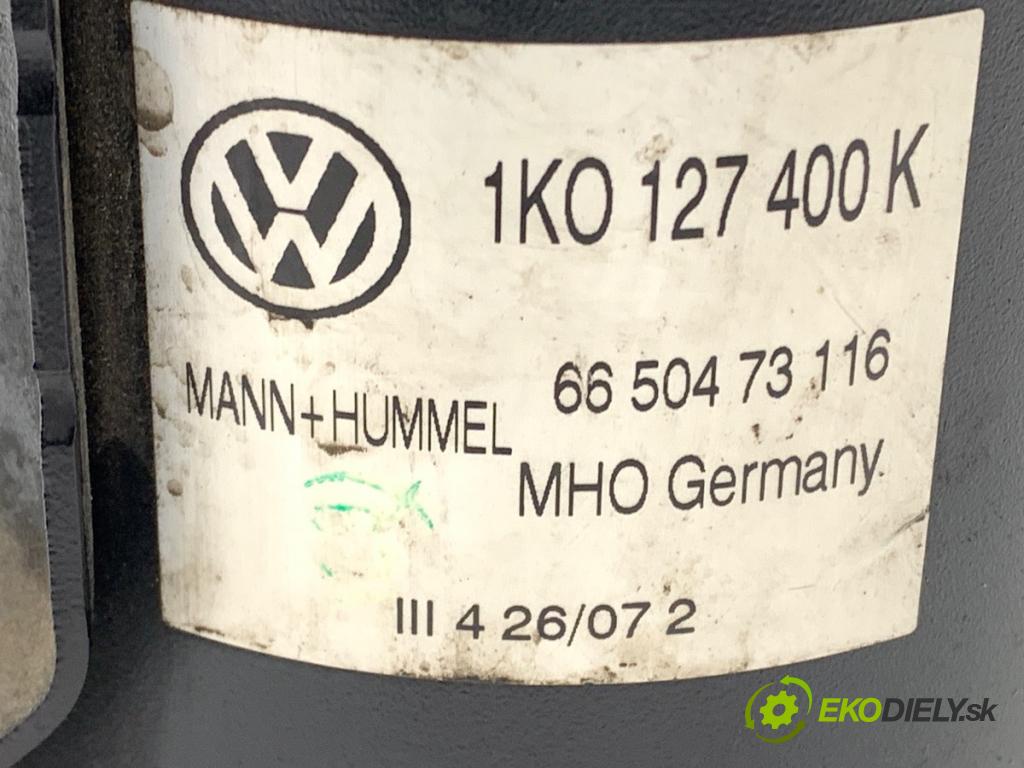 1K0 127 400 K
66 504 73 116
MANN+HUMMEL
MHO Germany.
III 4 26/07 2
EKODIELY.sk